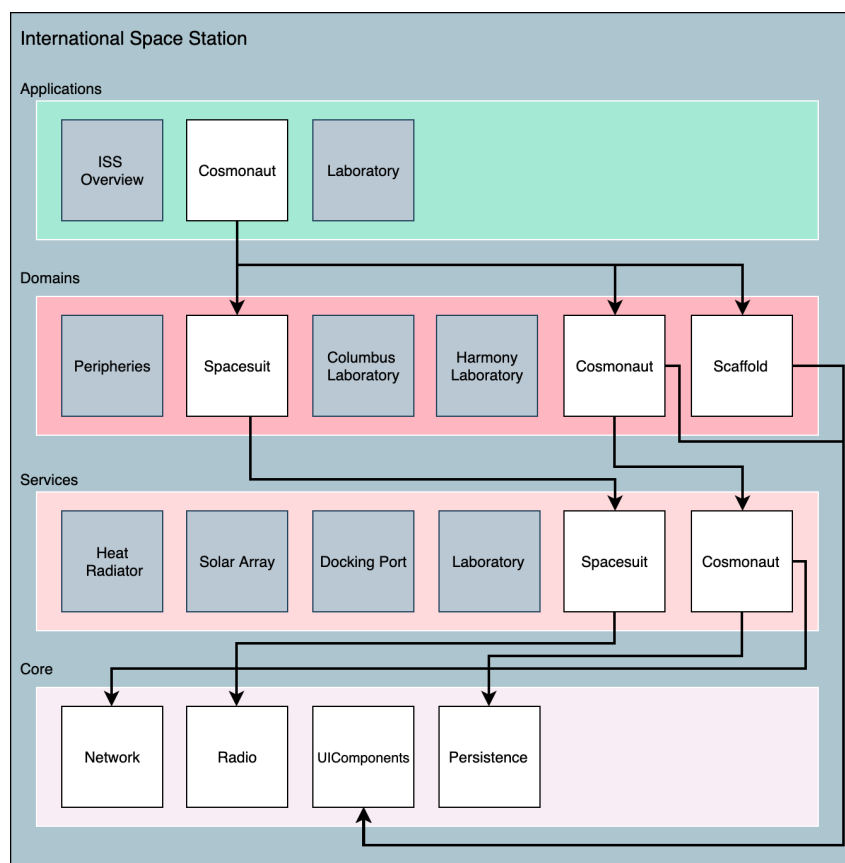 International Space Station
Applications
ISS
Overview
Cosmonaut
Laboratory
Domains
Peripheries
Spacesuit
Columbus
Laboratory
Harmony
Laboratory
Cosmonaut
Scaffold
Services
Heat
Radiator
Solar Array
Docking Port
Laboratory
Spacesuit
Cosmonaut
Core
Network
Radio
UIComponents
Persistence